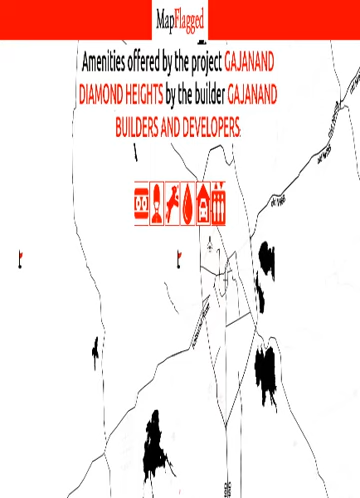 MapFlagged
Amenities offered by the project GAJANAND
DIAMOND HEIGHTS by the builder GAJANAND
BUILDERS AND DEVELOPERS.